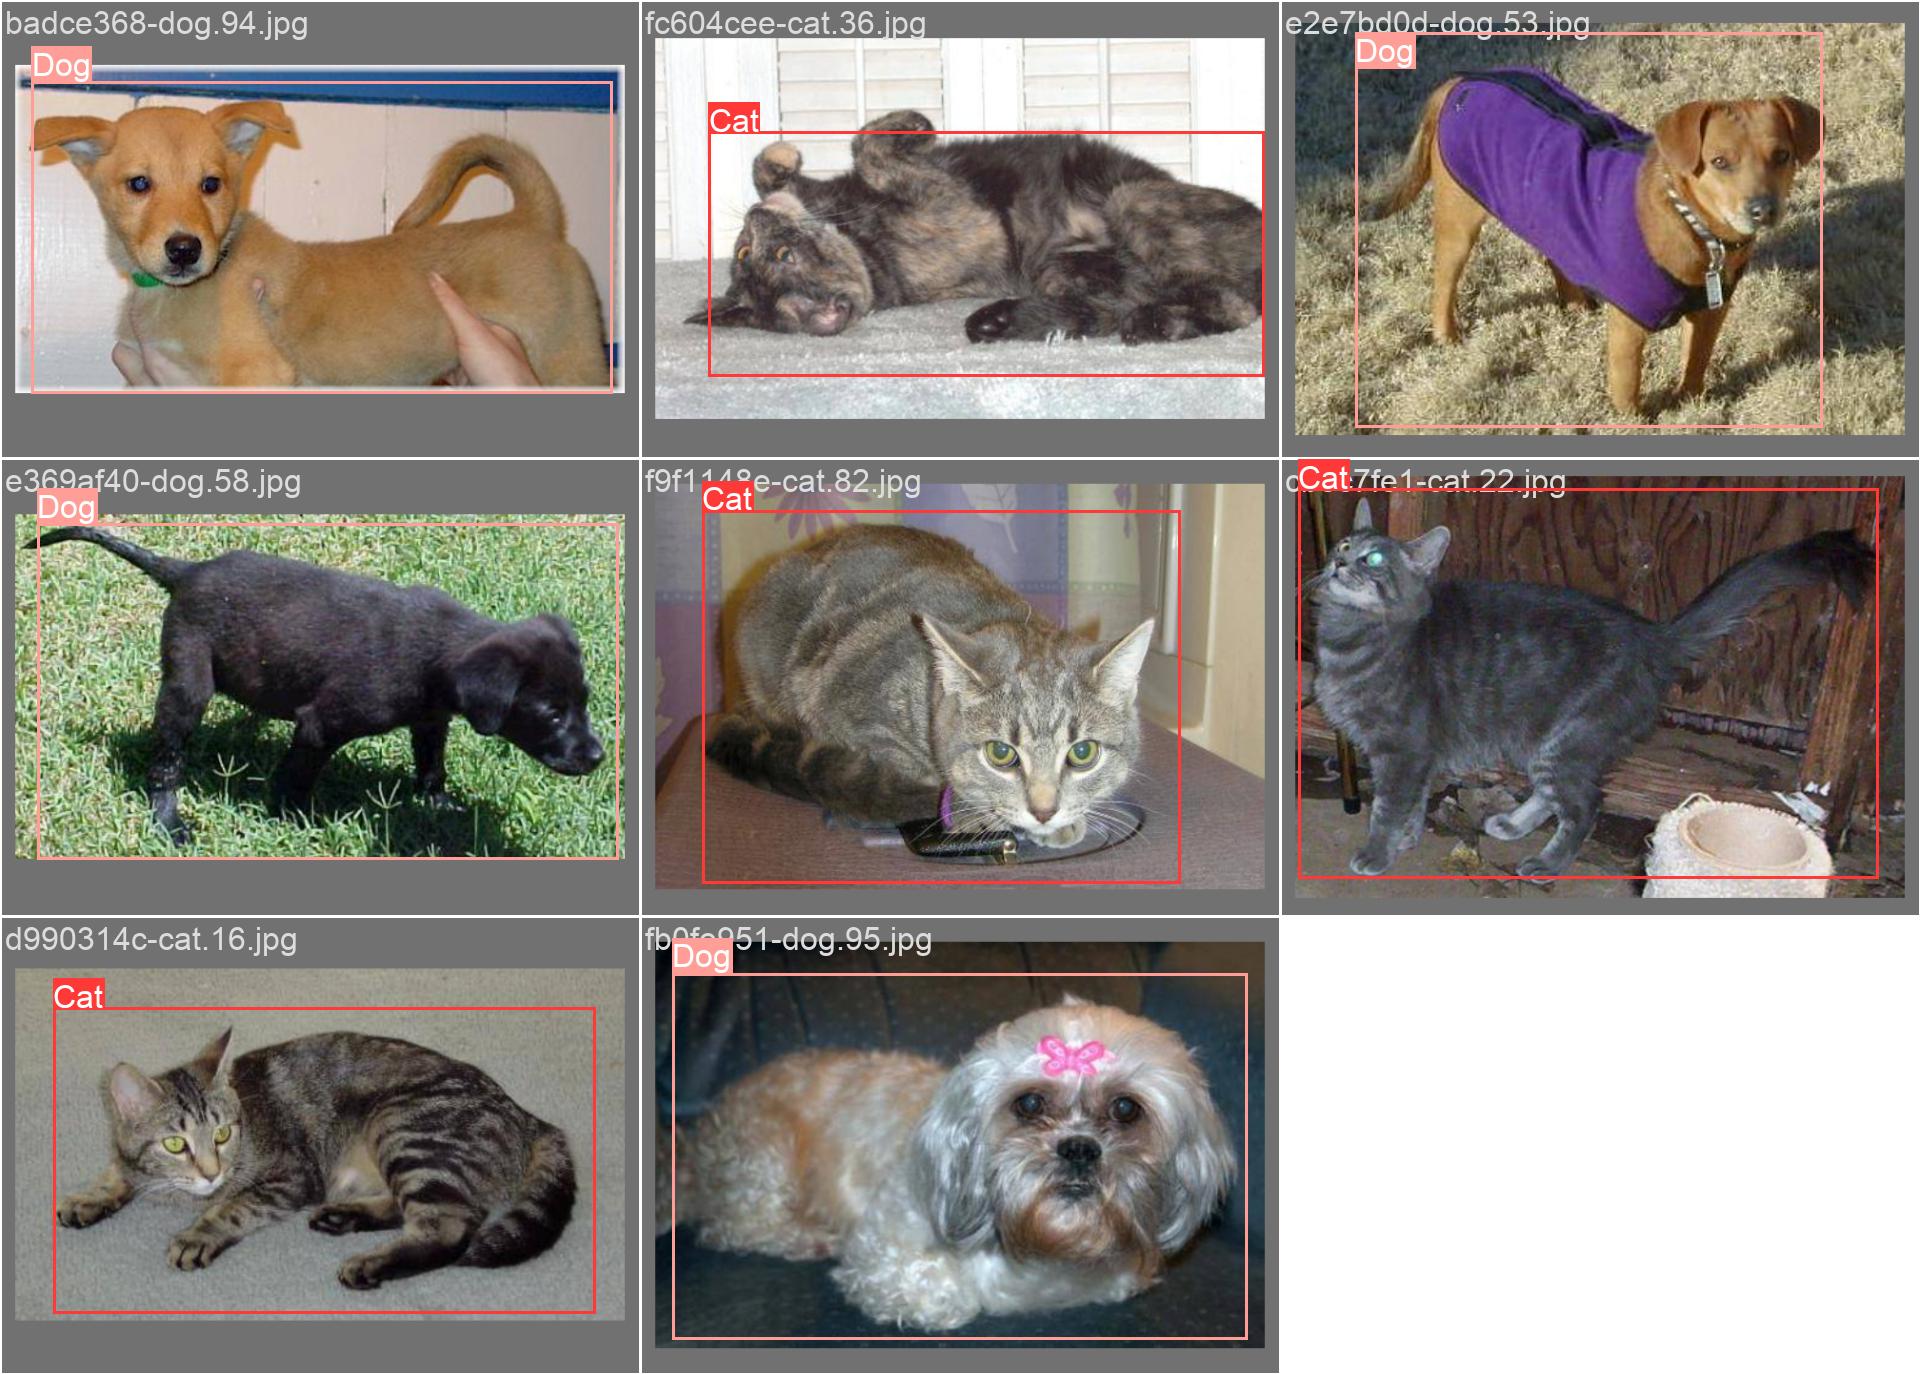 badce368-dog.94.jpg
Dog
fc604cee-cat.36.jpg
Cat
e2e7bd0d-dog.53.jpg
Dog
e369af40-dog.58.jpg
Dog
f9f1148e-cat.82.jpg
Cat
7fe1-cat.22.jpg
Cat
d990314c-cat.16.jpg
Cat
fb0fe951-dog.95.jpg
Dog